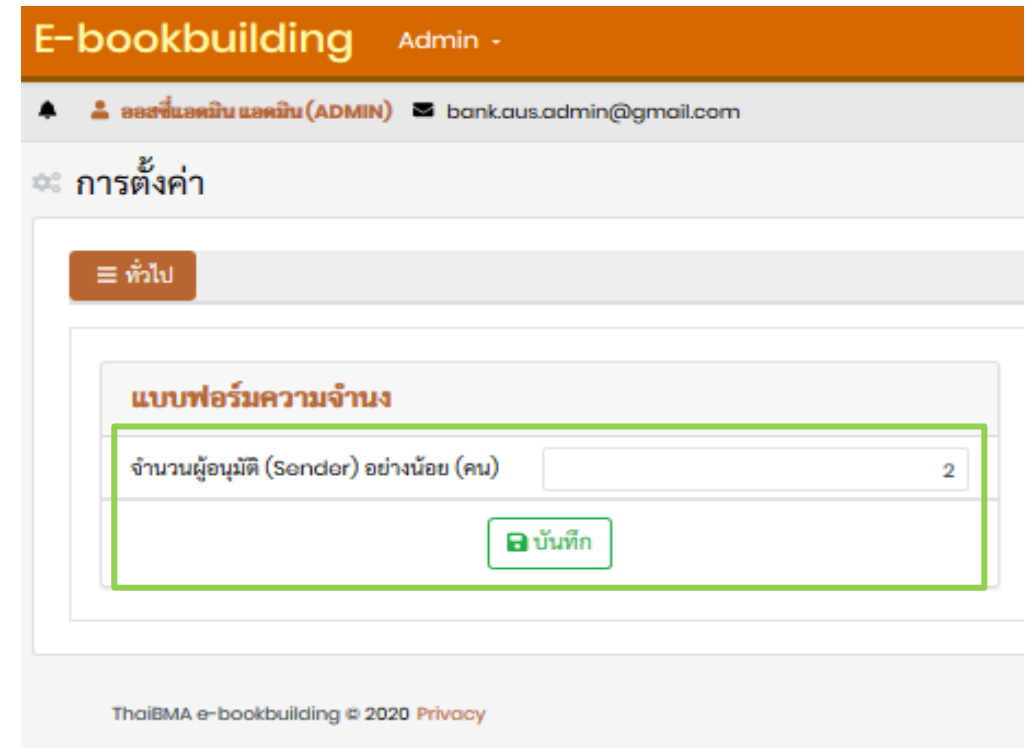 E-bookbuilding Admin
ออสซี่แอดมิน แอดมิน (ADMIN) bank.aus.admin@gmail.com
การตั้งค่า
ทั่วไป
แบบฟอร์มความจำนง
จำนวนผู้อนุมัติ (Sender) อย่างน้อย (คน) 2
บันทึก
ThaiBMA e-bookbuilding © 2020 Privacy